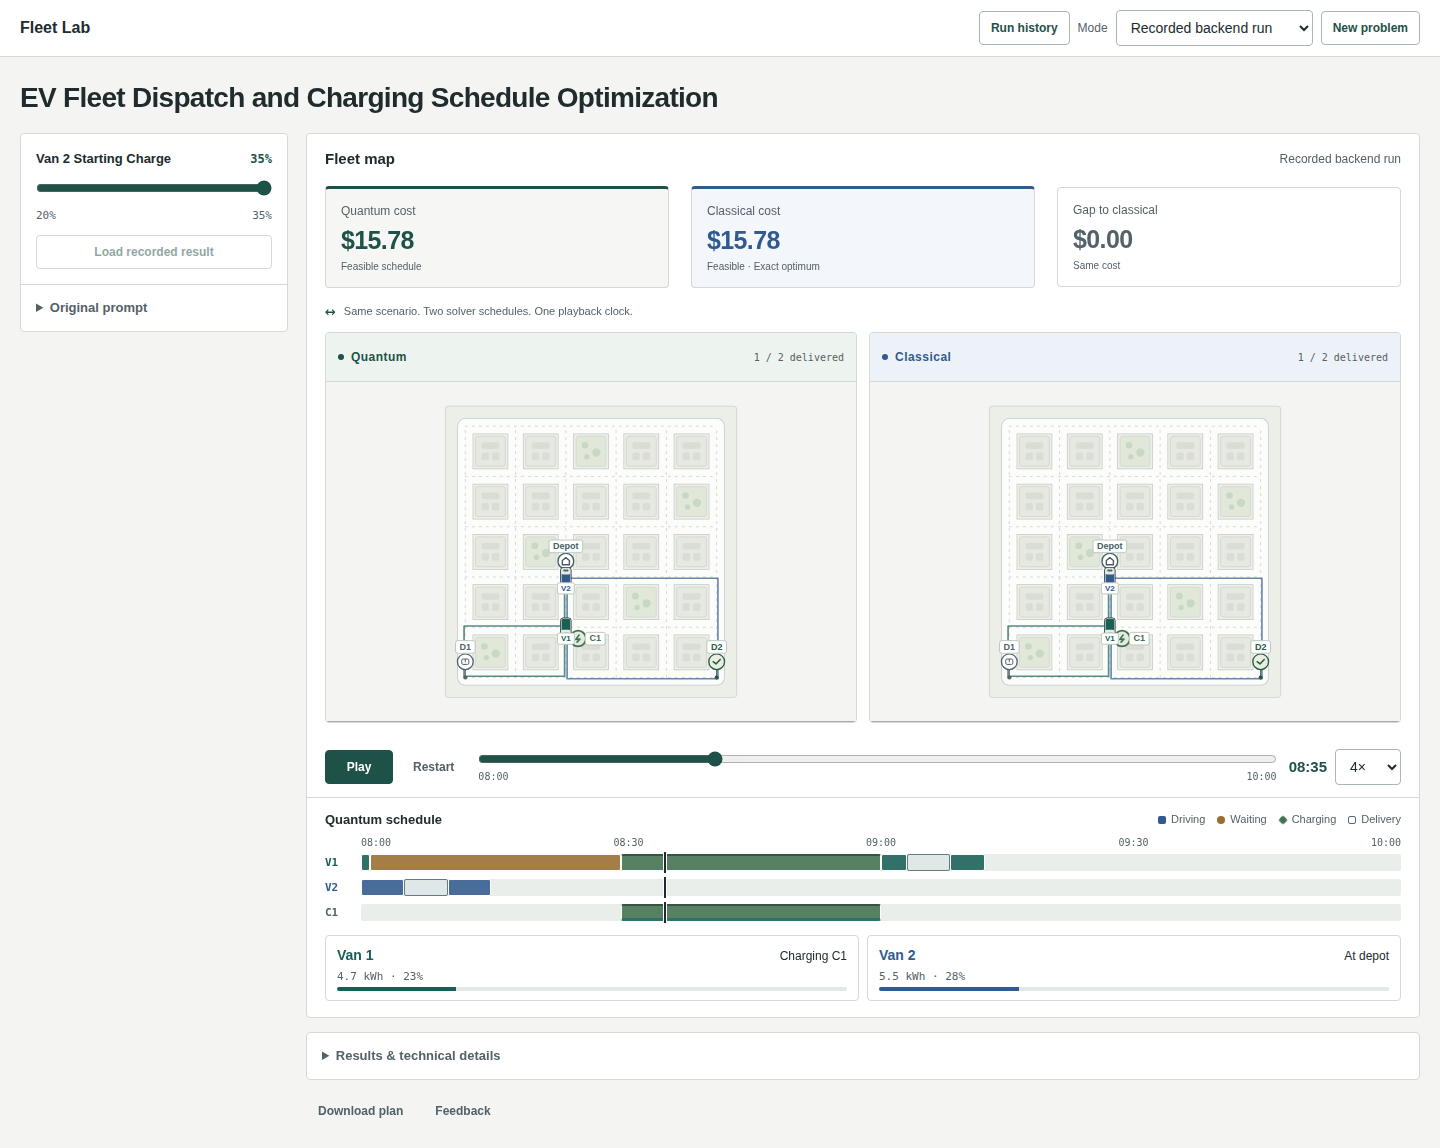 Fleet Lab
Run history
Mode
Recorded backend run
New problem
EV Fleet Dispatch and Charging Schedule Optimization
Van 2 Starting Charge
35%
20%
35%
Load recorded result
Original prompt
Fleet map
Recorded backend run
Quantum cost
$15.78
Feasible schedule
Classical cost
$15.78
Feasible · Exact optimum
Gap to classical
$0.00
Same cost
Same scenario. Two solver schedules. One playback clock.
Quantum
1 / 2 delivered
Depot
V2
V1
C1
D1
D2
Classical
1 / 2 delivered
Depot
V2
V1
C1
D1
D2
Play
Restart
08:00
10:00
08:35
4×
Quantum schedule
Driving
Waiting
Charging
Delivery
08:00
08:30
09:00
09:30
10:00
V1
V2
C1
Van 1
Charging C1
4.7 kWh · 23%
Van 2
At depot
5.5 kWh · 28%
Results & technical details
Download plan
Feedback